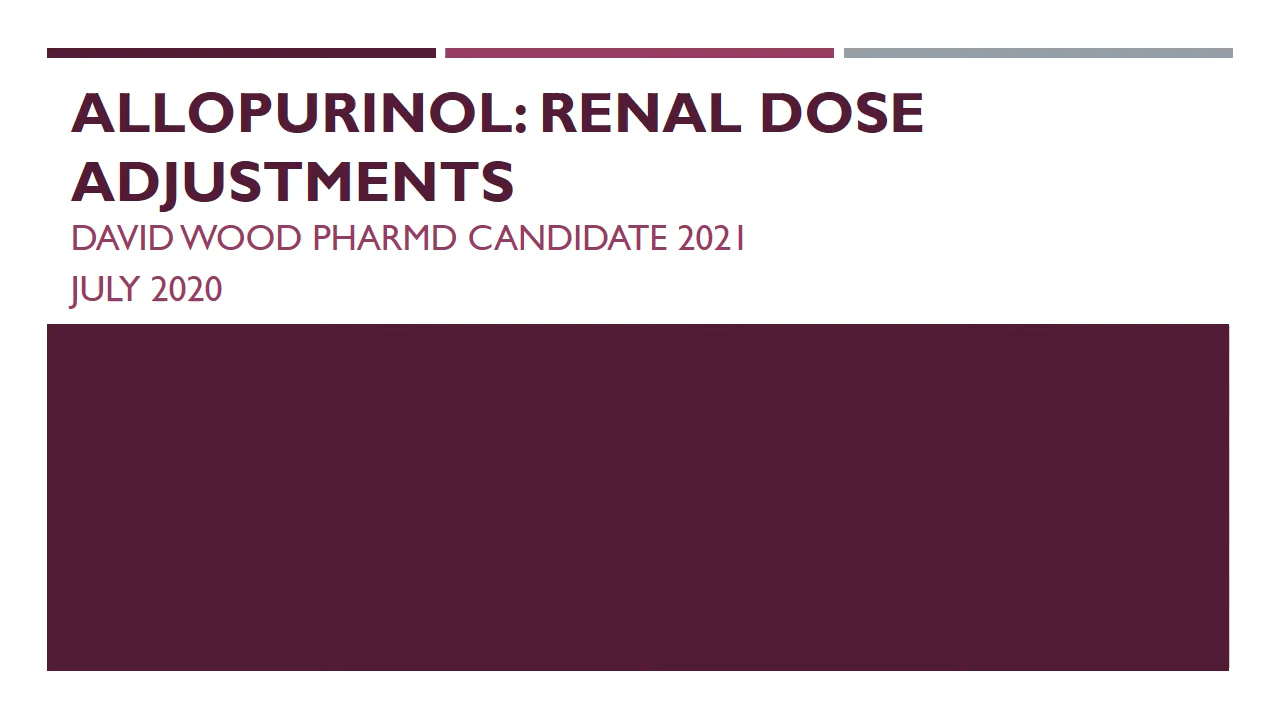 ALLOPURINOL: RENAL DOSE
ADJUSTMENTS
DAVID WOOD PHARMD CANDIDATE 2021
JULY 2020